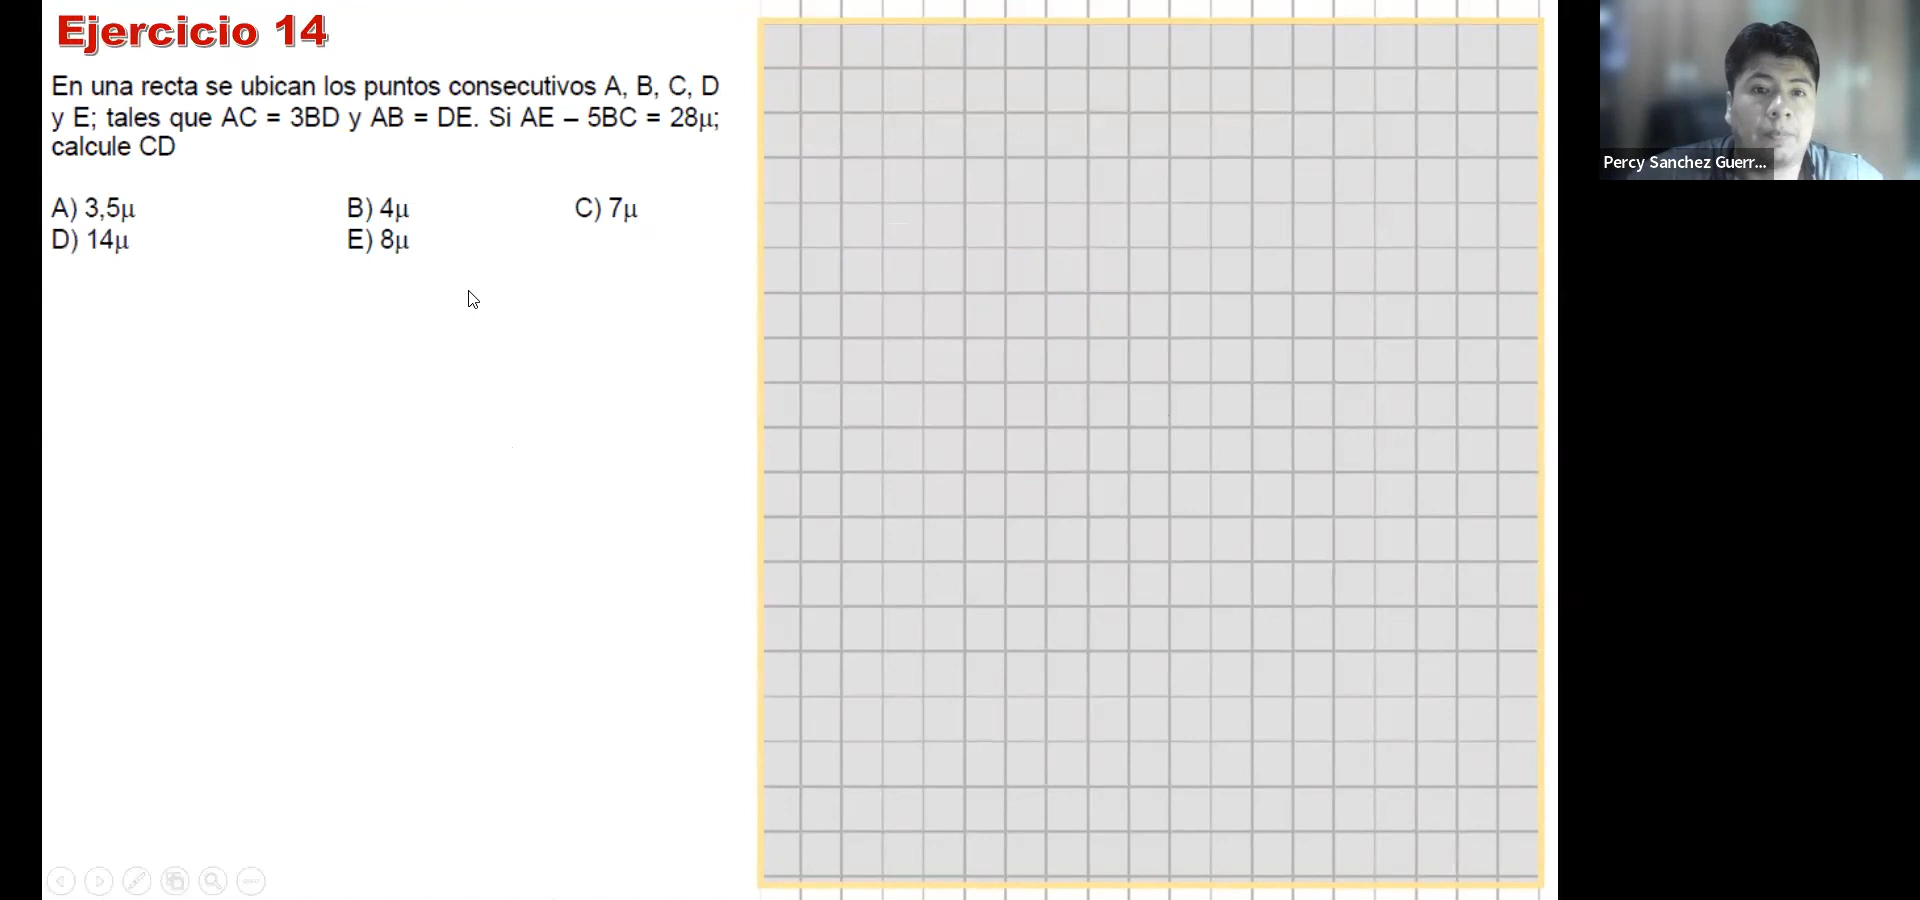 Ejercicio 14
En una recta se ubican los puntos consecutivos A, B, C, D
y E; tales que AC = 3BD y AB = DE. Si AE – 5BC = 28μ;
calcule CD
A) 3,5μ B) 4μ C) 7μ
D) 14μ E) 8μ
Percy Sanchez Guerr...